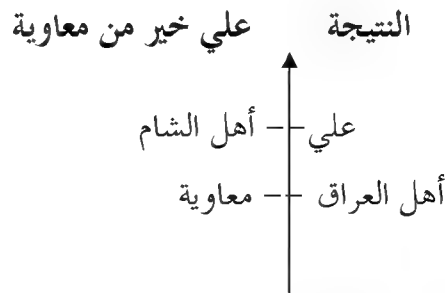 النتيجة علي خير من معاوية
علي – أهل الشام
أهل العراق – معاوية